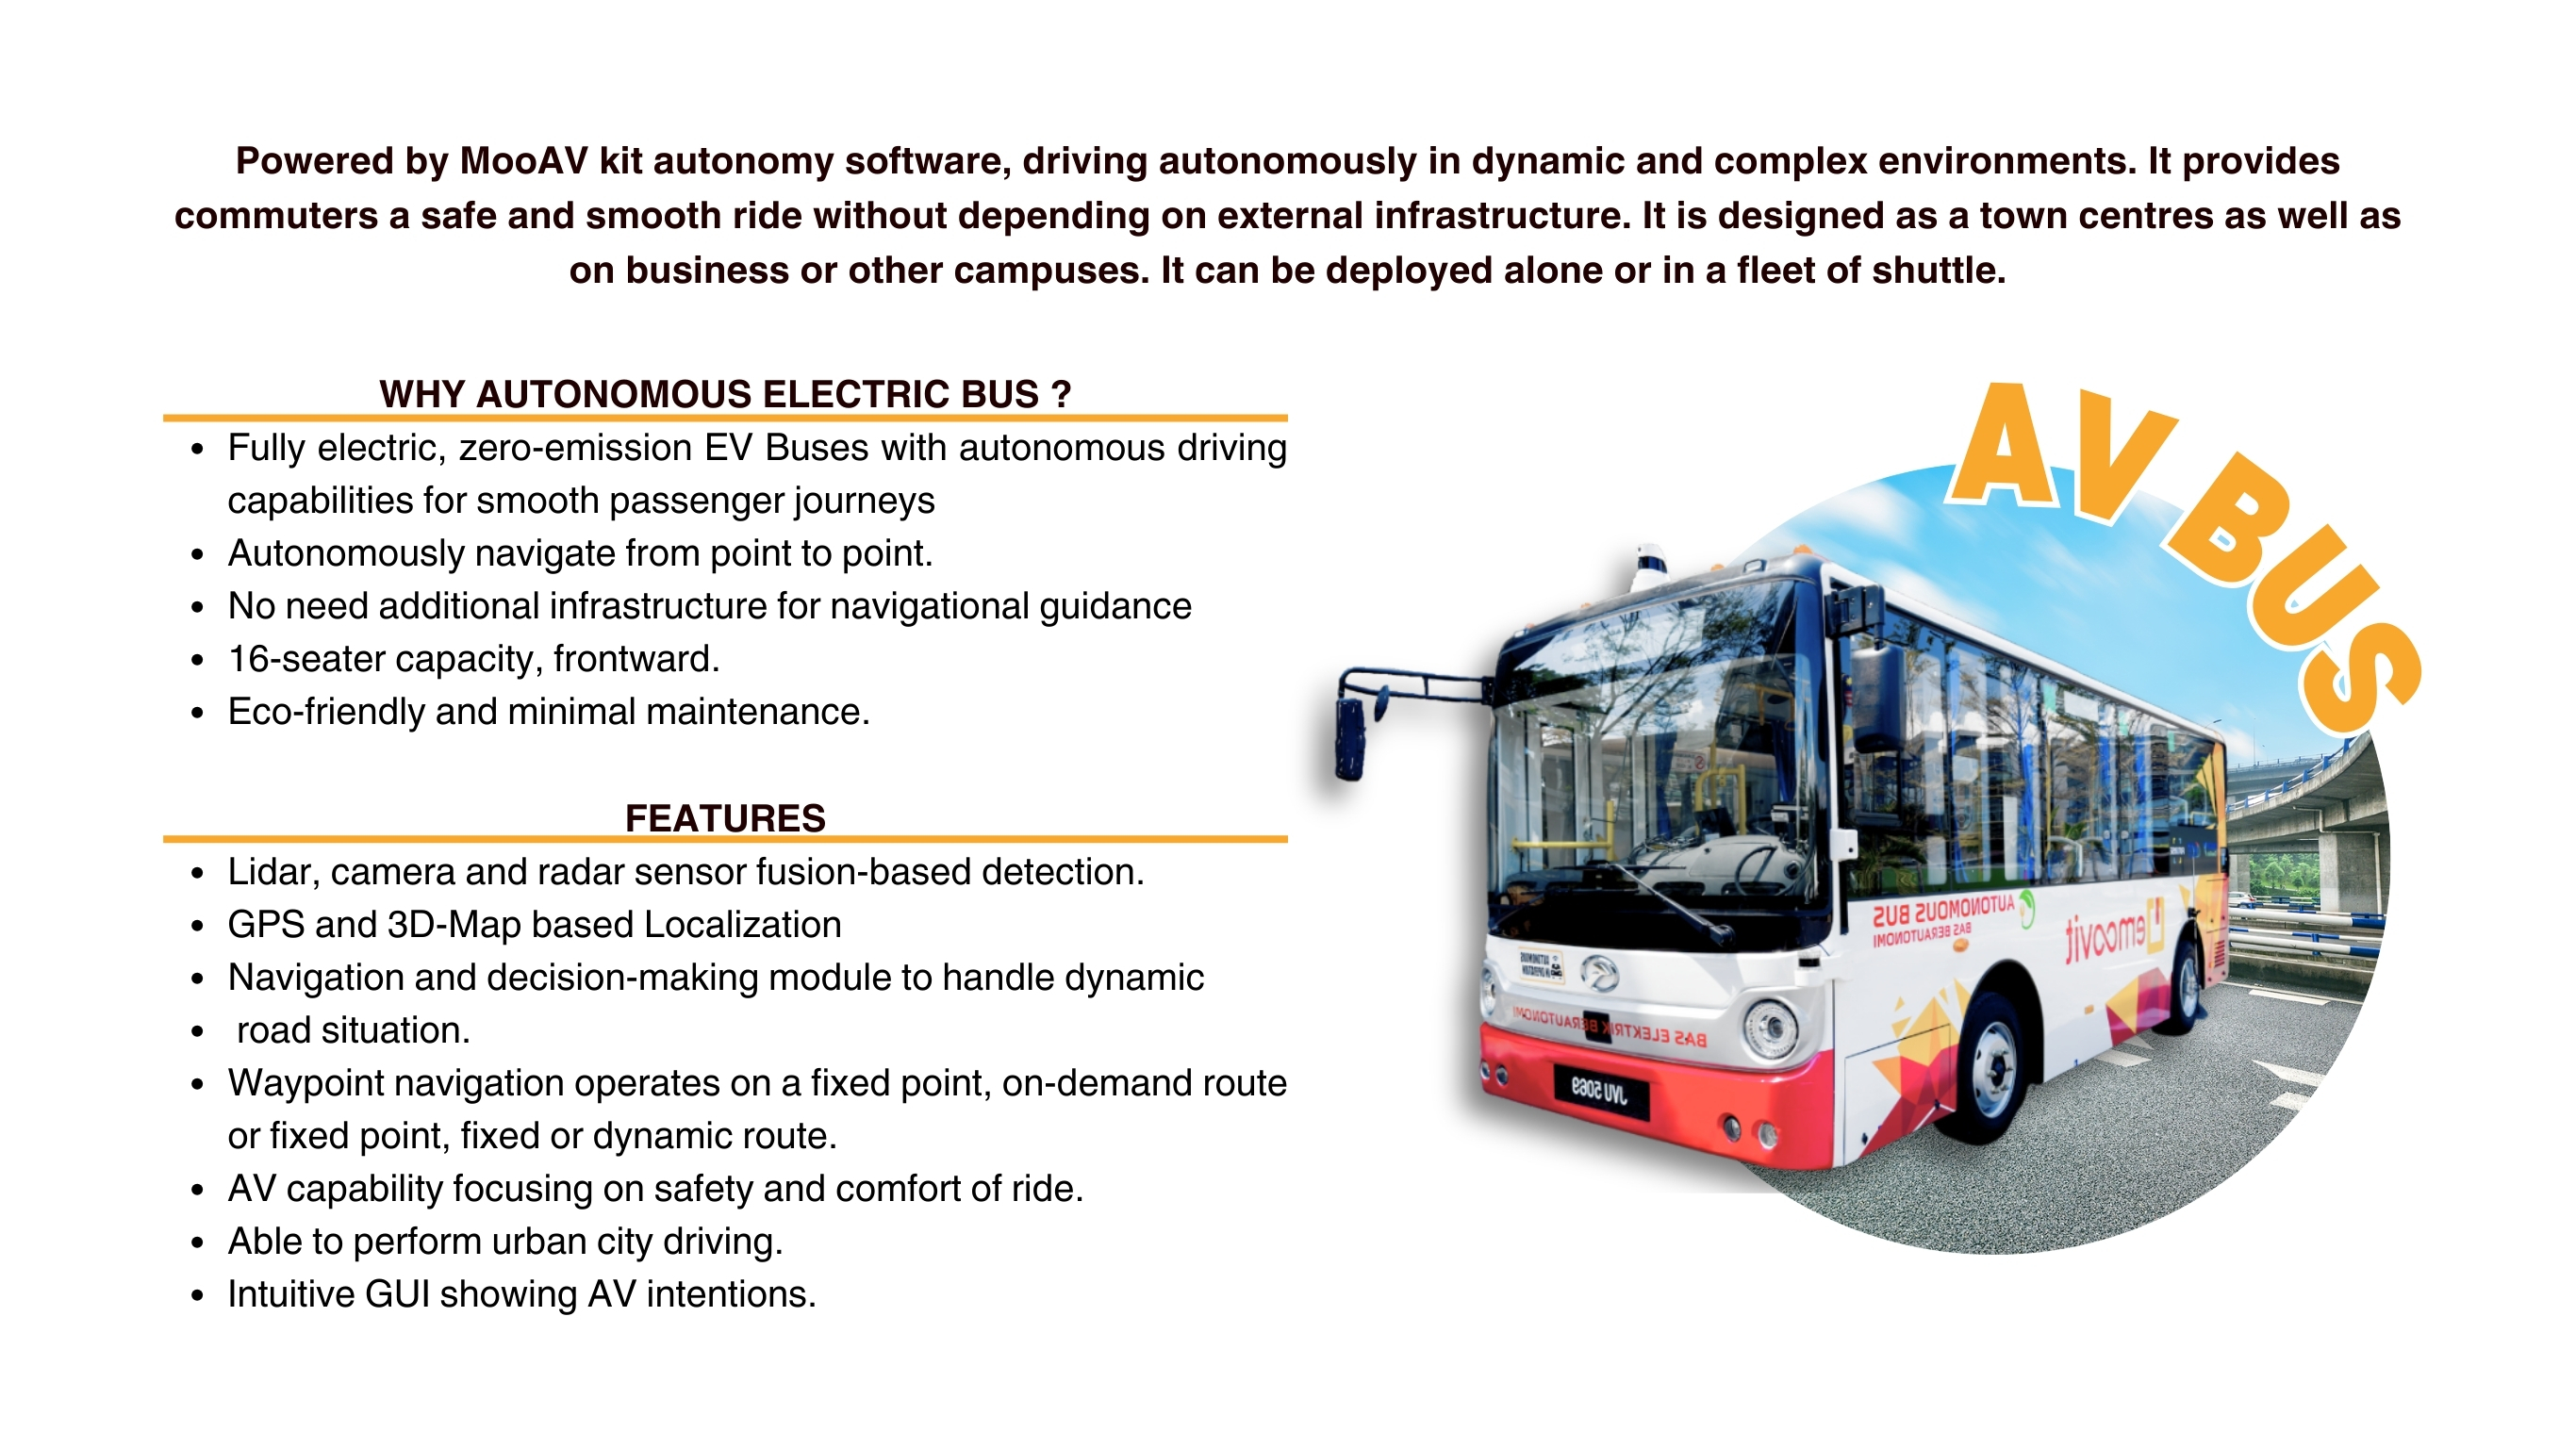 Powered by MooAV kit autonomy software, driving autonomously in dynamic and complex environments. It provides
commuters a safe and smooth ride without depending on external infrastructure. It is designed as a town centres as well as
on business or other campuses. It can be deployed alone or in a fleet of shuttle.
WHY AUTONOMOUS ELECTRIC BUS ?
• Fully electric, zero-emission EV Buses with autonomous driving
capabilities for smooth passenger journeys
• Autonomously navigate from point to point.
• No need additional infrastructure for navigational guidance
• 16-seater capacity, frontward.
• Eco-friendly and minimal maintenance.
FEATURES
• Lidar, camera and radar sensor fusion-based detection.
• GPS and 3D-Map based Localization
• Navigation and decision-making module to handle dynamic
• road situation.
• Waypoint navigation operates on a fixed point, on-demand route
or fixed point, fixed or dynamic route.
• AV capability focusing on safety and comfort of ride.
• Able to perform urban city driving.
• Intuitive GUI showing AV intentions.
AV BUS
AUTONOMOUS BUS
BAS BERAUTONOMI
emoovit
BAS ELEKTRIK BERAUTONOMI
JVU 5069